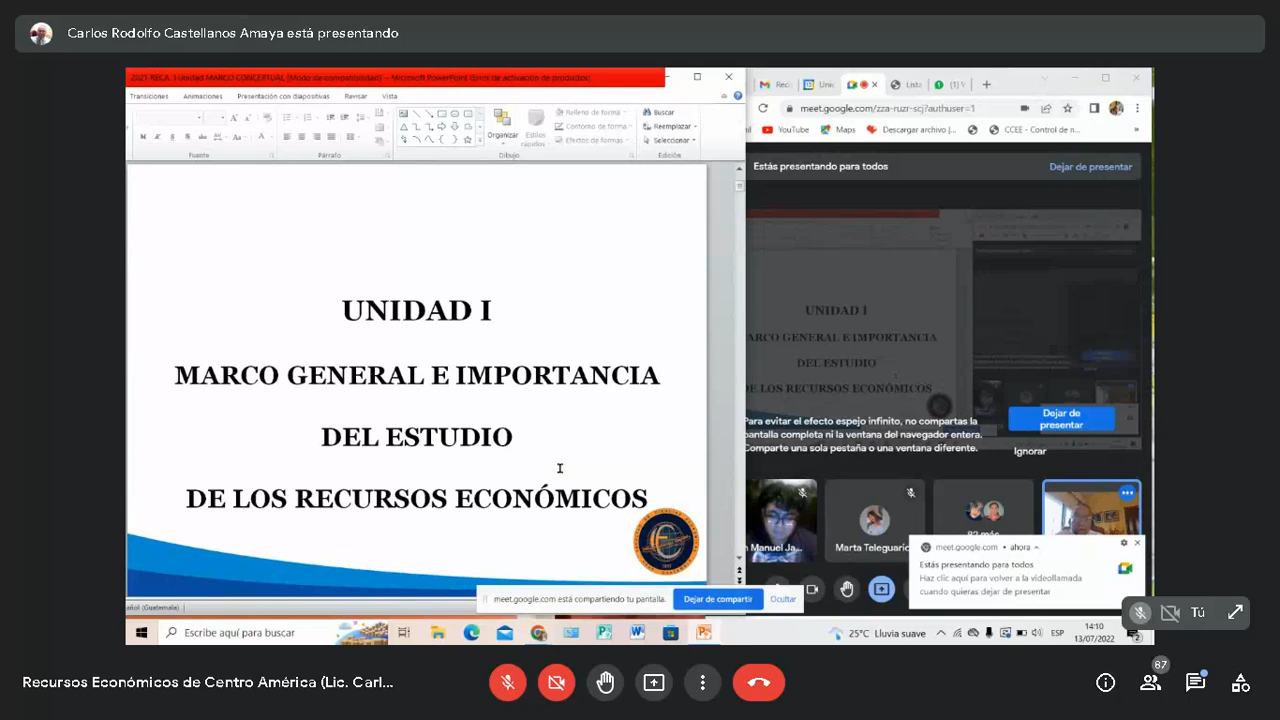 Carlos Rodolfo Castellanos Amaya está presentando
2021 RECA. I Unidad MARCO CONCEPTUAL [Modo de compatibilidad] – Microsoft PowerPoint (Error de activación de productos)
Transiciones Animaciones Presentación con diapositivas Revisar Vista
Relleno de forma
Contorno de forma
Efectos de formas
Organizar Estilos rápidos
Buscar
Reemplazar
Seleccionar
Fuente Párrafo Dibujo Edición
UNIDAD I
MARCO GENERAL E IMPORTANCIA
DEL ESTUDIO
DE LOS RECURSOS ECONÓMICOS
meet.google.com/zza-ruzr-scj?authuser=1
YouTube Maps Descargar archivo | CCEE - Control de n...
Estás presentando para todos Dejar de presentar
UNIDAD I
MARCO GENERAL E IMPORTANCIA
DEL ESTUDIO
DE LOS RECURSOS ECONÓMICOS
Para evitar el efecto espejo infinito, no compartas la
pantalla completa ni la ventana del navegador entera.
Comparte una sola pestaña o una ventana diferente.
Dejar de
presentar
Ignorar
Manuel Ja... Marta Teleguario 82 más
meet.google.com • ahora
Estás presentando para todos
Haz clic aquí para volver a la videollamada
cuando quieras dejar de presentar
meet.google.com está compartiendo tu pantalla. Dejar de compartir Ocultar
Tú
Escribe aquí para buscar
25°C Lluvia suave ESP
14:10
13/07/2022
Recursos Económicos de Centro América (Lic. Carl...
67